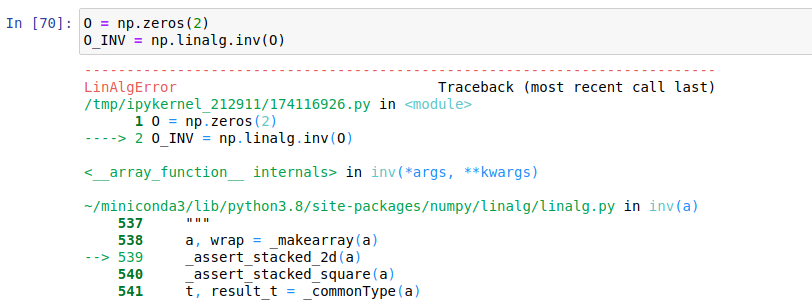 In [70]: O = np.zeros(2)
O_INV = np.linalg.inv(O)
---------------------------------------------------------------------------
LinAlgError                               Traceback (most recent call last)
/tmp/ipykernel_212911/174116926.py in <module>
      1 O = np.zeros(2)
----> 2 O_INV = np.linalg.inv(O)
<__array_function__ internals> in inv(*args, **kwargs)
~/miniconda3/lib/python3.8/site-packages/numpy/linalg/linalg.py in inv(a)
    537     """
    538     a, wrap = _makearray(a)
--> 539     _assert_stacked_2d(a)
    540     _assert_stacked_square(a)
    541     t, result_t = _commonType(a)